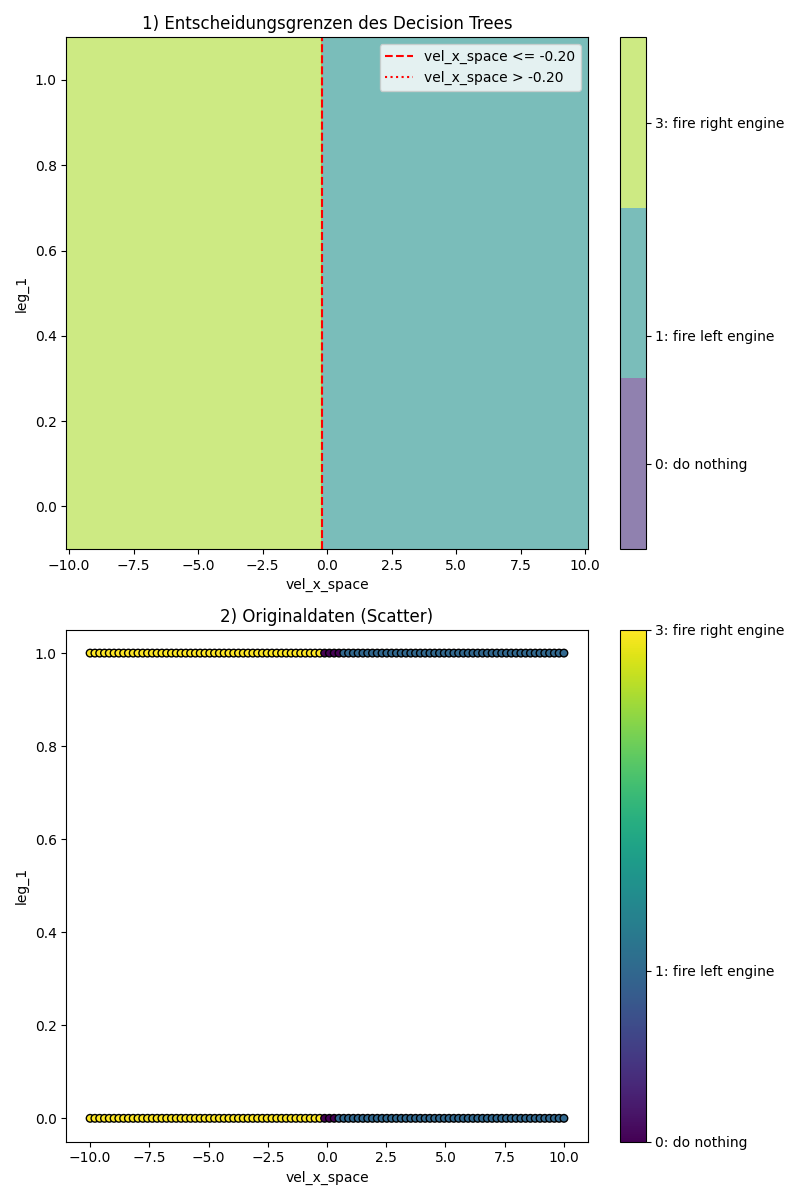 1) Entscheidungsgrenzen des Decision Trees
vel_x_space <= -0.20
vel_x_space > -0.20
1.0
0.8
0.6
0.4
0.2
0.0
leg_1
−10.0 −7.5 −5.0 −2.5 0.0 2.5 5.0 7.5 10.0
vel_x_space
3: fire right engine
1: fire left engine
0: do nothing
2) Originaldaten (Scatter)
1.0
0.8
0.6
0.4
0.2
0.0
leg_1
−10.0 −7.5 −5.0 −2.5 0.0 2.5 5.0 7.5 10.0
vel_x_space
3: fire right engine
1: fire left engine
0: do nothing